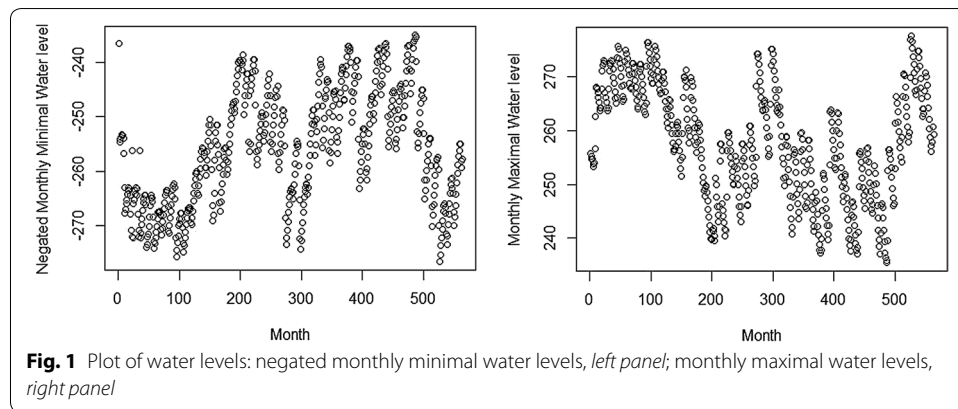 Negated Monthly Minimal Water level
-240
-250
-260
-270
0 100 200 300 400 500
Month
Monthly Maximal Water level
270
260
250
240
0 100 200 300 400 500
Month
Fig. 1 Plot of water levels: negated monthly minimal water levels, left panel; monthly maximal water levels,
right panel